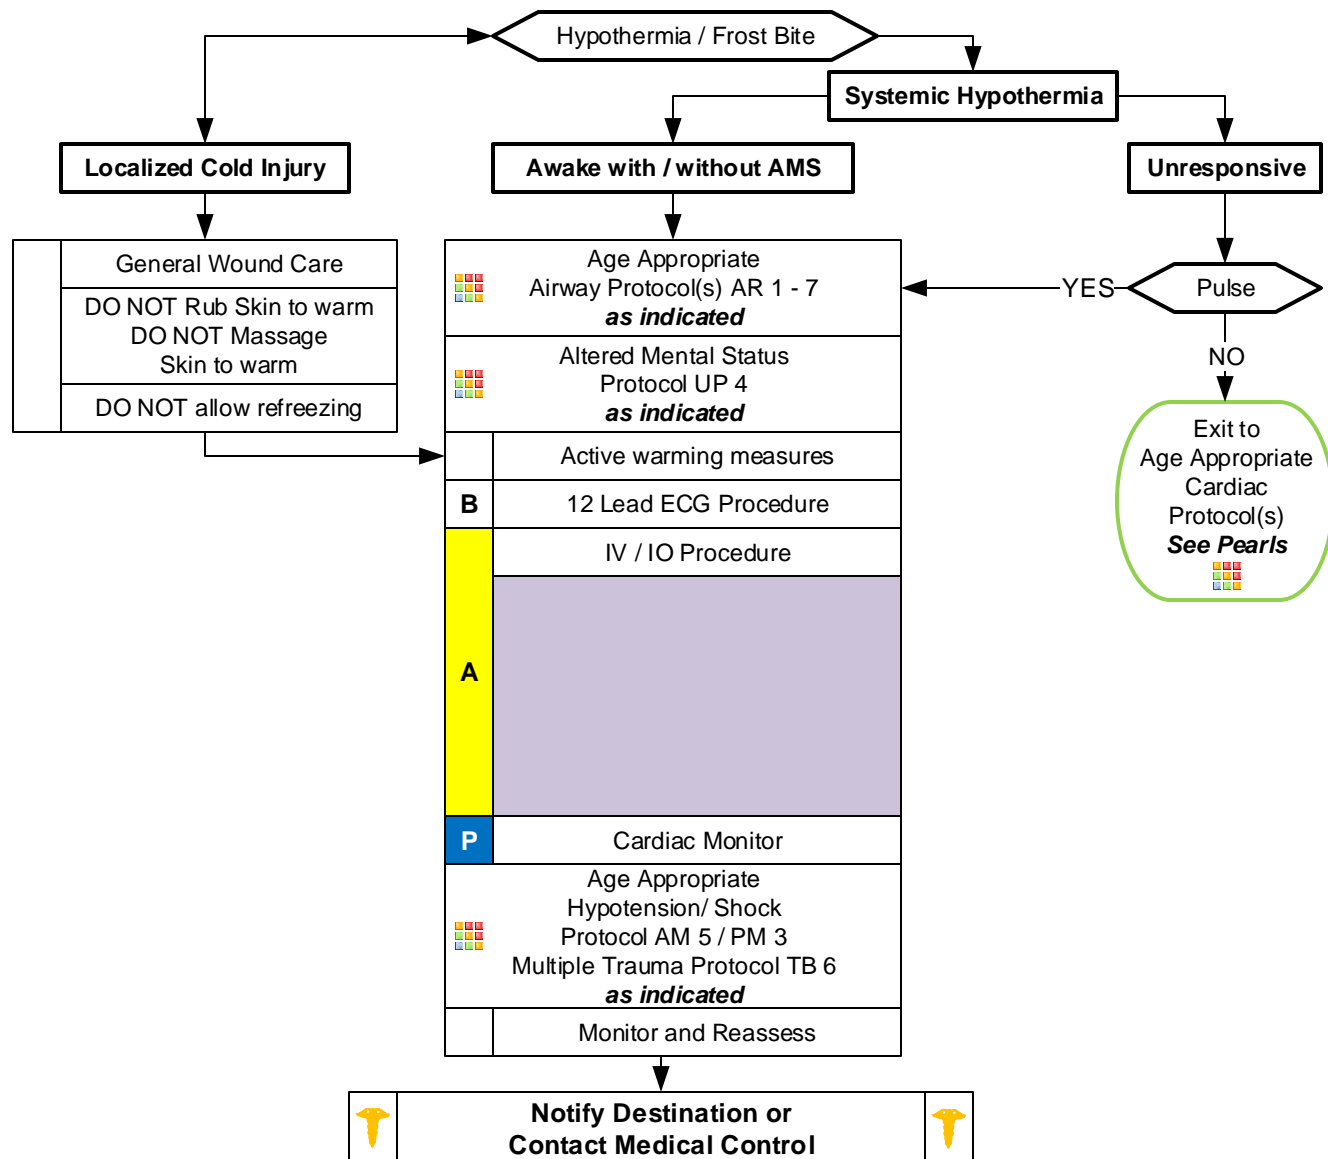 Hypothermia / Frost Bite
Systemic Hypothermia
Localized Cold Injury
Awake with / without AMS
Unresponsive
General Wound Care
DO NOT Rub Skin to warm
DO NOT Massage
Skin to warm
DO NOT allow refreezing
Age Appropriate
Airway Protocol(s) AR 1 - 7
as indicated
Altered Mental Status
Protocol UP 4
as indicated
Active warming measures
B
12 Lead ECG Procedure
IV / IO Procedure
A
P
Cardiac Monitor
Age Appropriate
Hypotension/ Shock
Protocol AM 5 / PM 3
Multiple Trauma Protocol TB 6
as indicated
Monitor and Reassess
YES
Pulse
NO
Exit to
Age Appropriate
Cardiac
Protocol(s)
See Pearls
Notify Destination or
Contact Medical Control